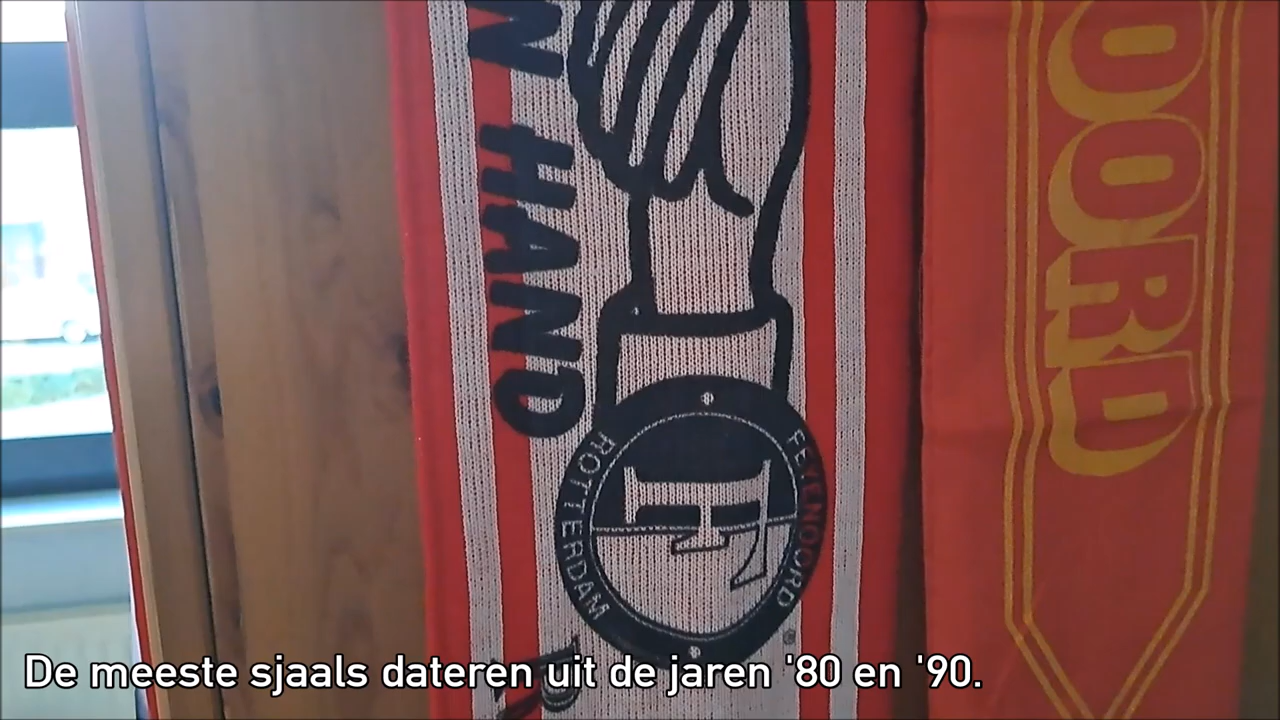 N HAND
FEYENOORD
ROTTERDAM
F
®
OORD
De meeste sjaals dateren uit de jaren '80 en '90.